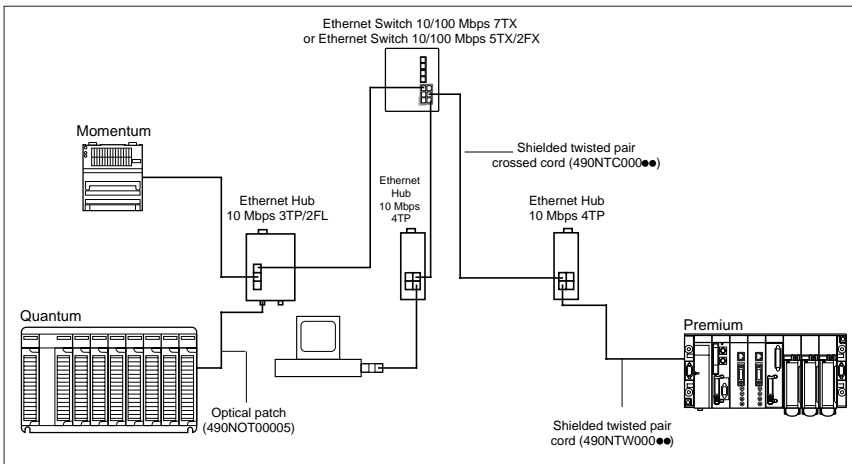 Ethernet Switch 10/100 Mbps 7TX
or Ethernet Switch 10/100 Mbps 5TX/2FX
Momentum
Shielded twisted pair
crossed cord (490NTC000●●)
Ethernet Hub
10 Mbps 3TP/2FL
Ethernet
Hub
10 Mbps
4TP
Ethernet Hub
10 Mbps 4TP
Quantum
Premium
Optical patch
(490NOT00005)
Shielded twisted pair
cord (490NTW000●●)